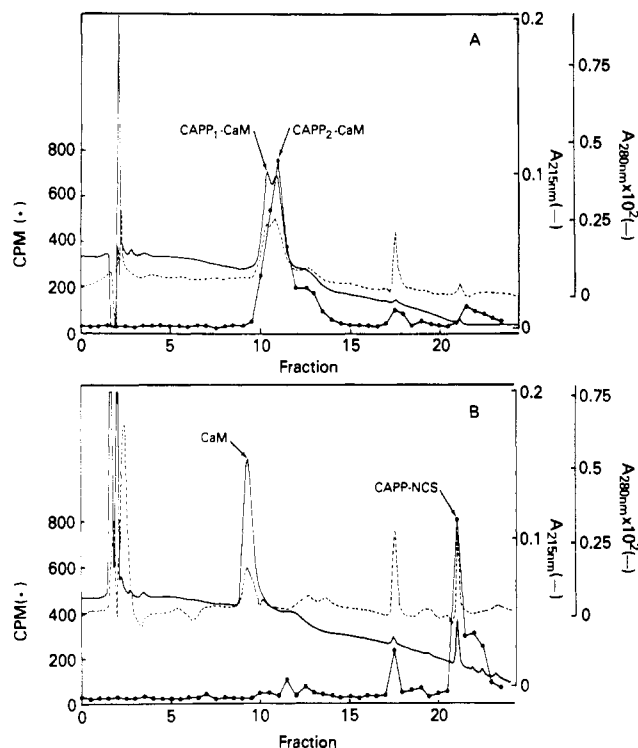 A
CAPP₁-CaM
CAPP₂-CaM
800
600
400
200
0
CPM (•)
0 5 10 15 20
Fraction
0.2
0.1
0
A215nm(—)
0.75
0.50
0.25
0
A280nm×10²(---)
B
CaM
CAPP-NCS
800
600
400
200
0
CPM(•)
0 5 10 15 20
Fraction
0.2
0.1
0
A215nm(—)
0.75
0.50
0.25
0
A280nm×10²(---)